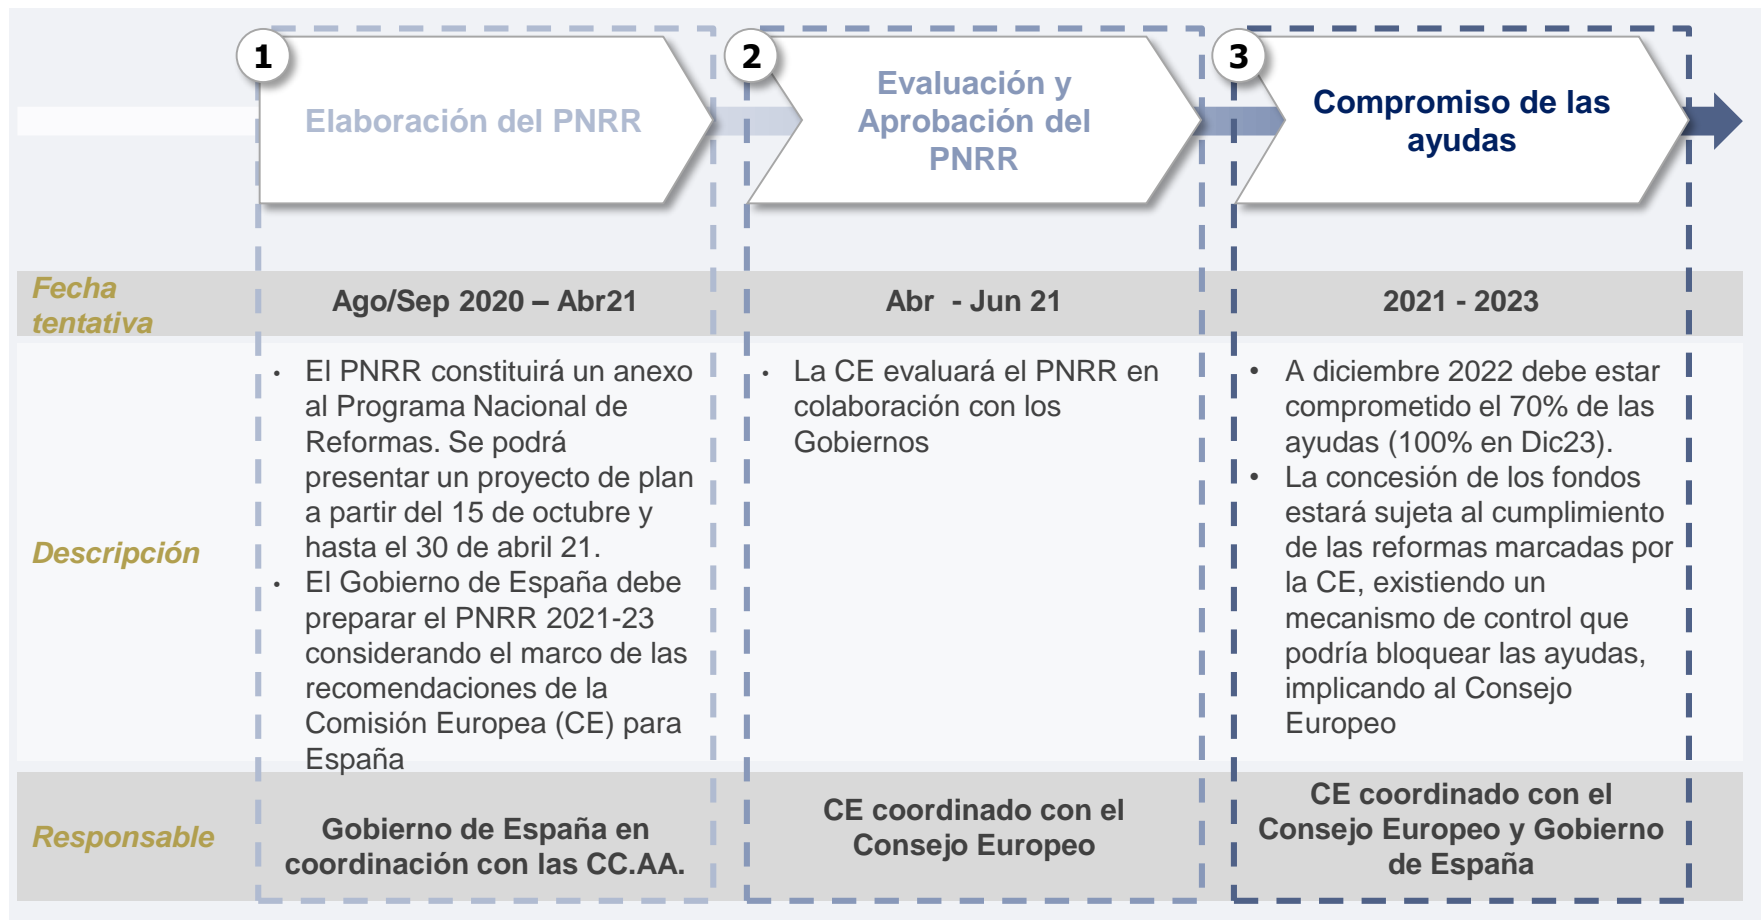 1
Elaboración del PNRR
2
Evaluación y
Aprobación del
PNRR
3
Compromiso de las
ayudas
Fecha
tentativa
Ago/Sep 2020 – Abr21
Abr - Jun 21
2021 - 2023
Descripción
• El PNRR constituirá un anexo
al Programa Nacional de
Reformas. Se podrá
presentar un proyecto de plan
a partir del 15 de octubre y
hasta el 30 de abril 21.
• El Gobierno de España debe
preparar el PNRR 2021-23
considerando el marco de las
recomendaciones de la
Comisión Europea (CE) para
España
• La CE evaluará el PNRR en
colaboración con los
Gobiernos
• A diciembre 2022 debe estar
comprometido el 70% de las
ayudas (100% en Dic23).
• La concesión de los fondos
estará sujeta al cumplimiento
de las reformas marcadas por
la CE, existiendo un
mecanismo de control que
podría bloquear las ayudas,
implicando al Consejo
Europeo
Responsable
Gobierno de España en
coordinación con las CC.AA.
CE coordinado con el
Consejo Europeo
CE coordinado con el
Consejo Europeo y Gobierno
de España